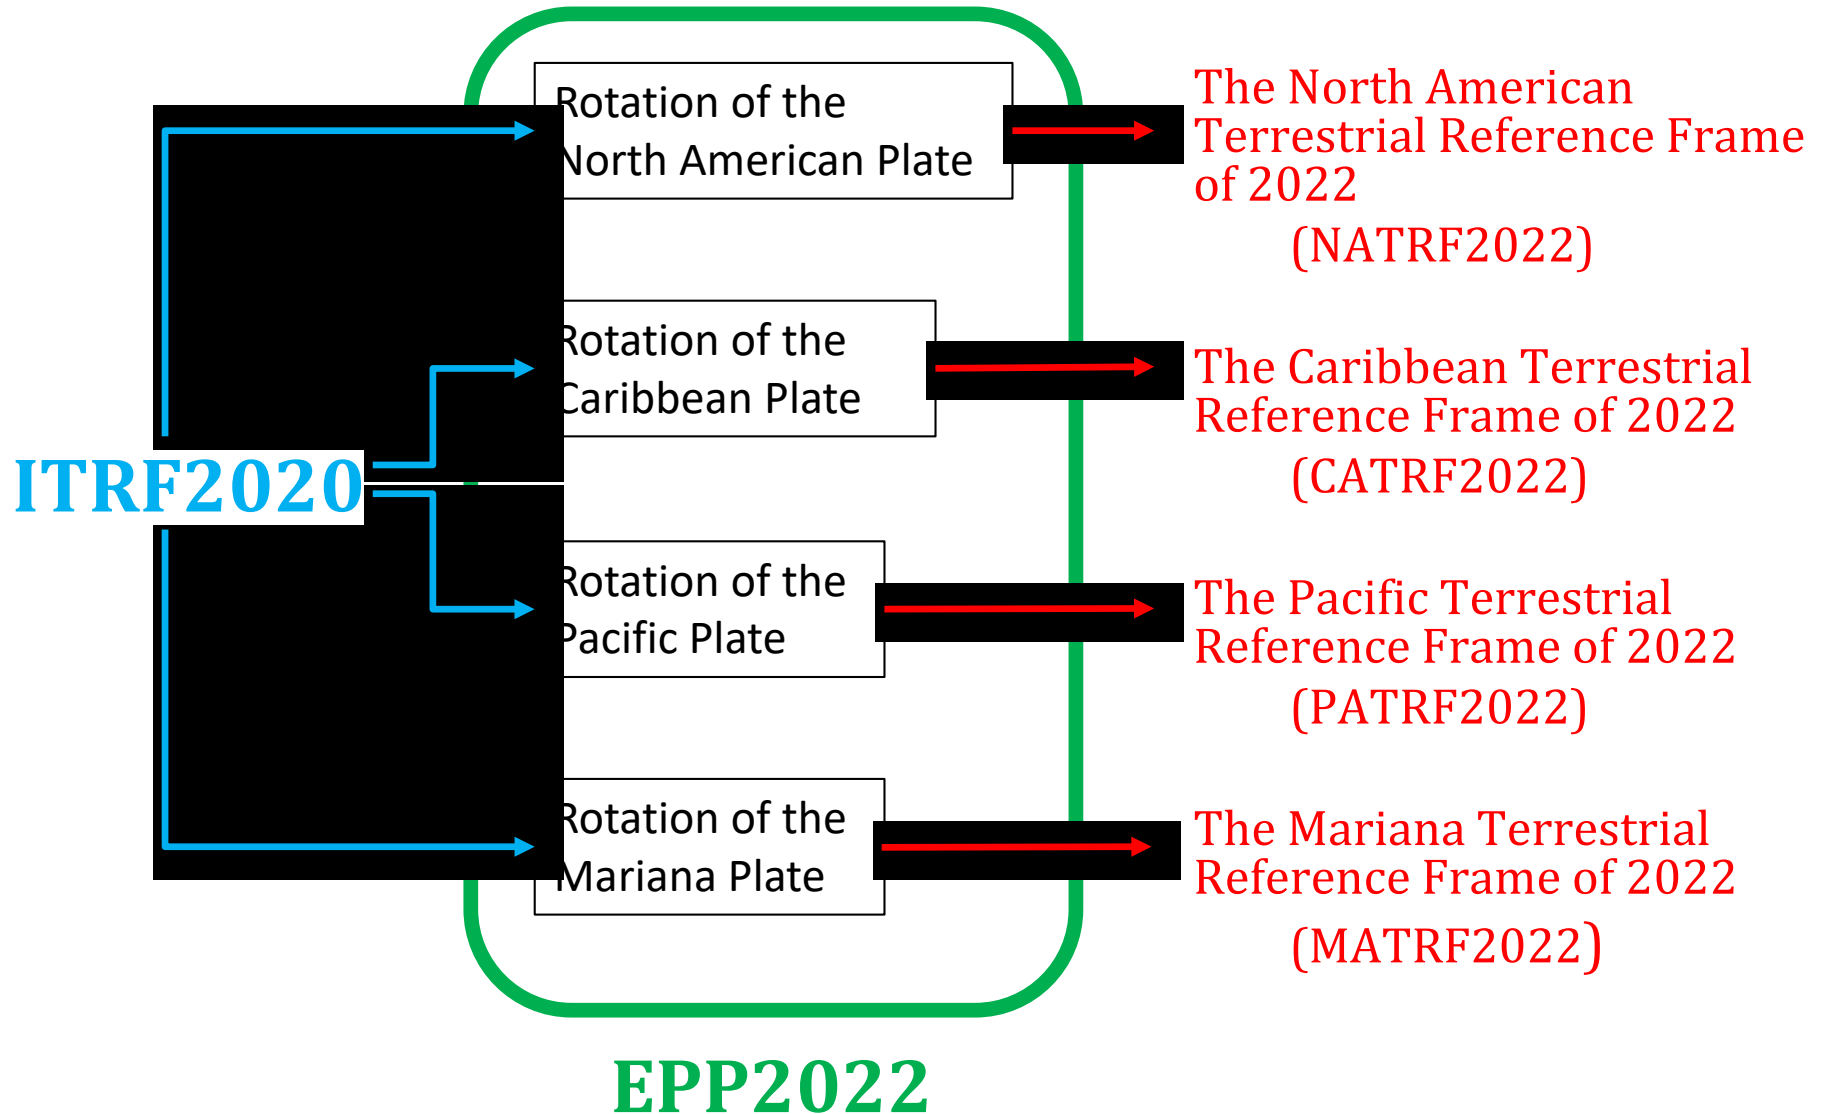 Rotation of the
North American Plate
The North American
Terrestrial Reference Frame
of 2022
(NATRF2022)
Rotation of the
Caribbean Plate
The Caribbean Terrestrial
Reference Frame of 2022
(CATRF2022)
ITRF2020
Rotation of the
Pacific Plate
The Pacific Terrestrial
Reference Frame of 2022
(PATRF2022)
Rotation of the
Mariana Plate
The Mariana Terrestrial
Reference Frame of 2022
(MATRF2022)
EPP2022